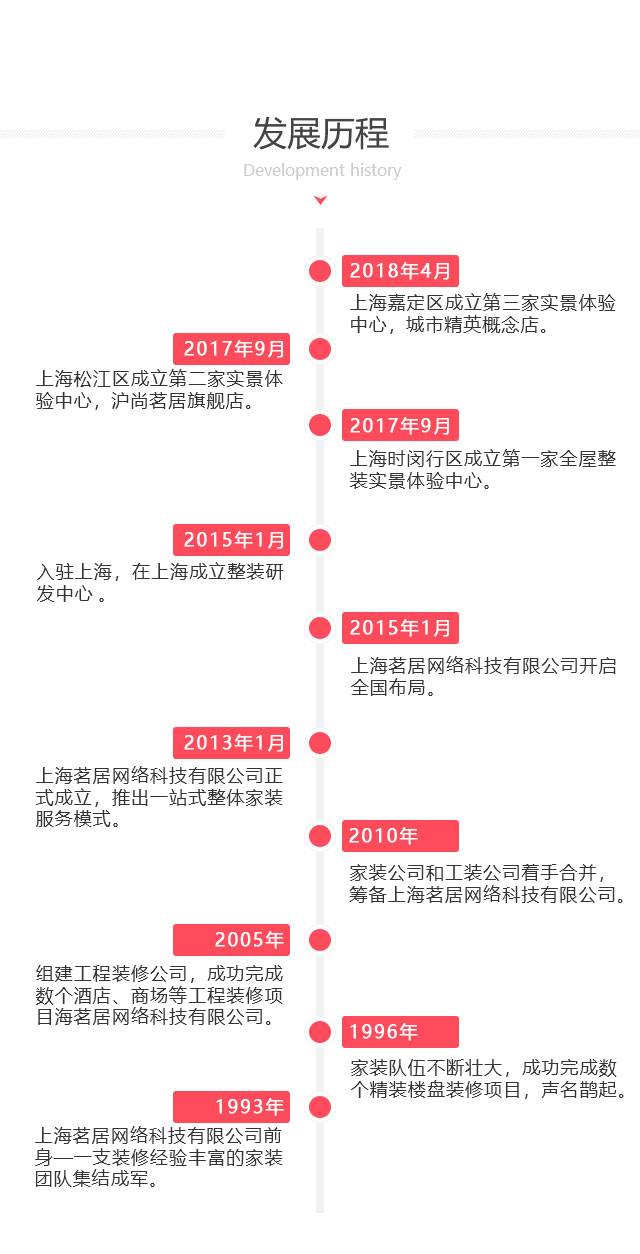 发展历程
Development history
2018年4月
上海嘉定区成立第三家实景体验
中心，城市精英概念店。
2017年9月
上海松江区成立第二家实景体
验中心，沪尚茗居旗舰店。
2017年9月
上海时闵行区成立第一家全屋整
装实景体验中心。
2015年1月
入驻上海，在上海成立整装研
发中心 。
2015年1月
上海茗居网络科技有限公司开启
全国布局。
2013年1月
上海茗居网络科技有限公司正
式成立，推出一站式整体家装
服务模式。
2010年
家装公司和工装公司着手合并，
筹备上海茗居网络科技有限公司。
2005年
组建工程装修公司，成功完成
数个酒店、商场等工程装修项
目海茗居网络科技有限公司。
1996年
家装队伍不断壮大，成功完成数
个精装楼盘装修项目，声名鹊起。
1993年
上海茗居网络科技有限公司前
身—一支装修经验丰富的家装
团队集结成军。